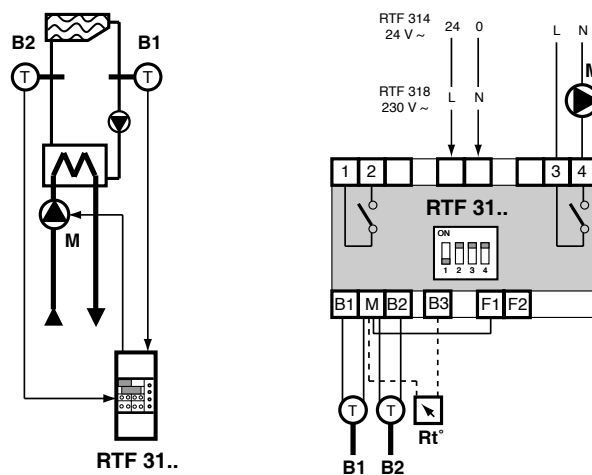 B2 B1
T T
M
RTF 31..
RTF 314 24 0 L N
24 V ~
M
RTF 318 L N
230 V ~
1 2 3 4
RTF 31..
ON
1 2 3 4
B1 M B2 B3 F1 F2
T T
Rt°
B1 B2